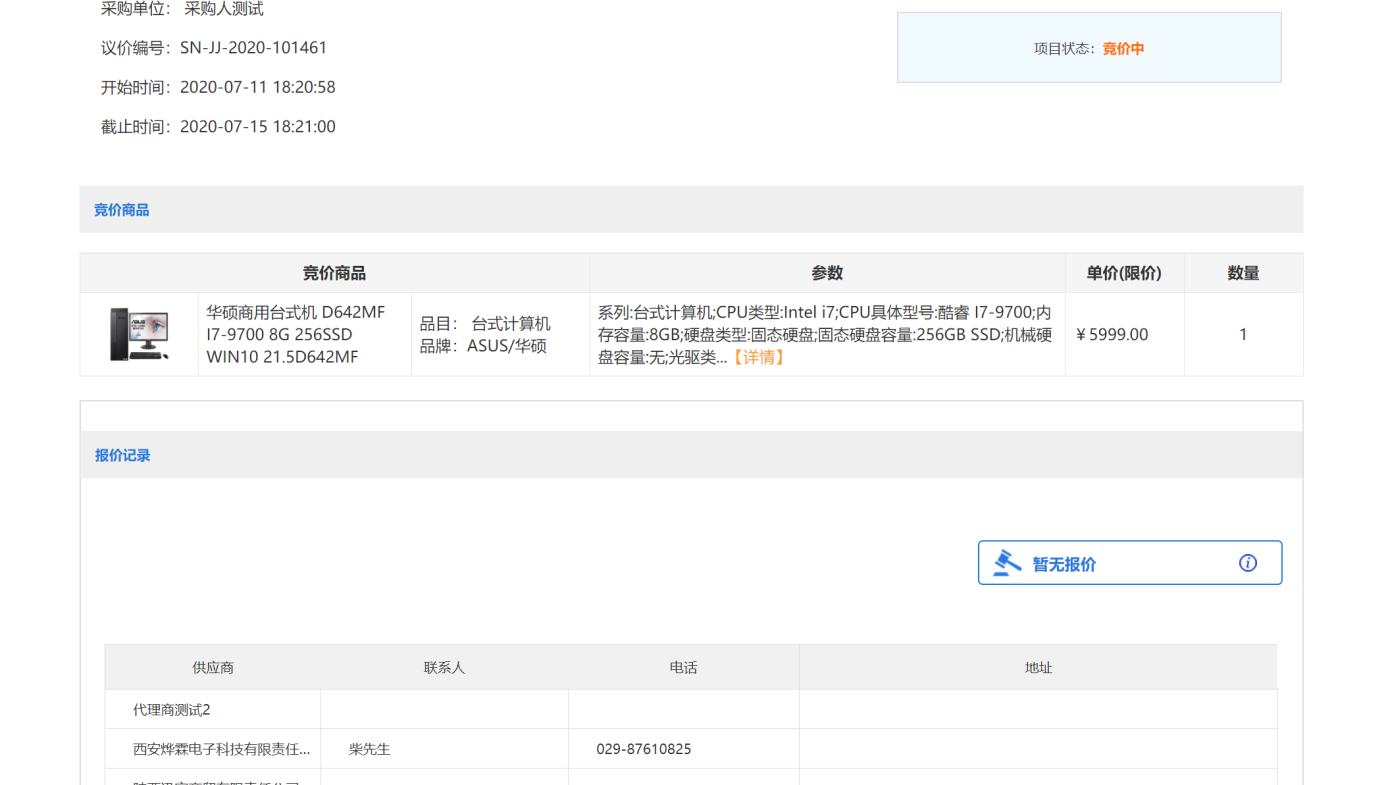 采购单位： 采购人测试
议价编号：SN-JJ-2020-101461
项目状态：竞价中
开始时间：2020-07-11 18:20:58
截止时间：2020-07-15 18:21:00
竞价商品
竞价商品 参数 单价(限价) 数量
华硕商用台式机 D642MF
I7-9700 8G 256SSD
WIN10 21.5D642MF
品目： 台式计算机
品牌：ASUS/华硕
系列:台式计算机;CPU类型:Intel i7;CPU具体型号:酷睿 I7-9700;内
存容量:8GB;硬盘类型:固态硬盘;固态硬盘容量:256GB SSD;机械硬
盘容量:无;光驱类...【详情】
¥ 5999.00
1
报价记录
暂无报价
供应商 联系人 电话 地址
代理商测试2
西安烨霖电子科技有限责任... 柴先生 029-87610825